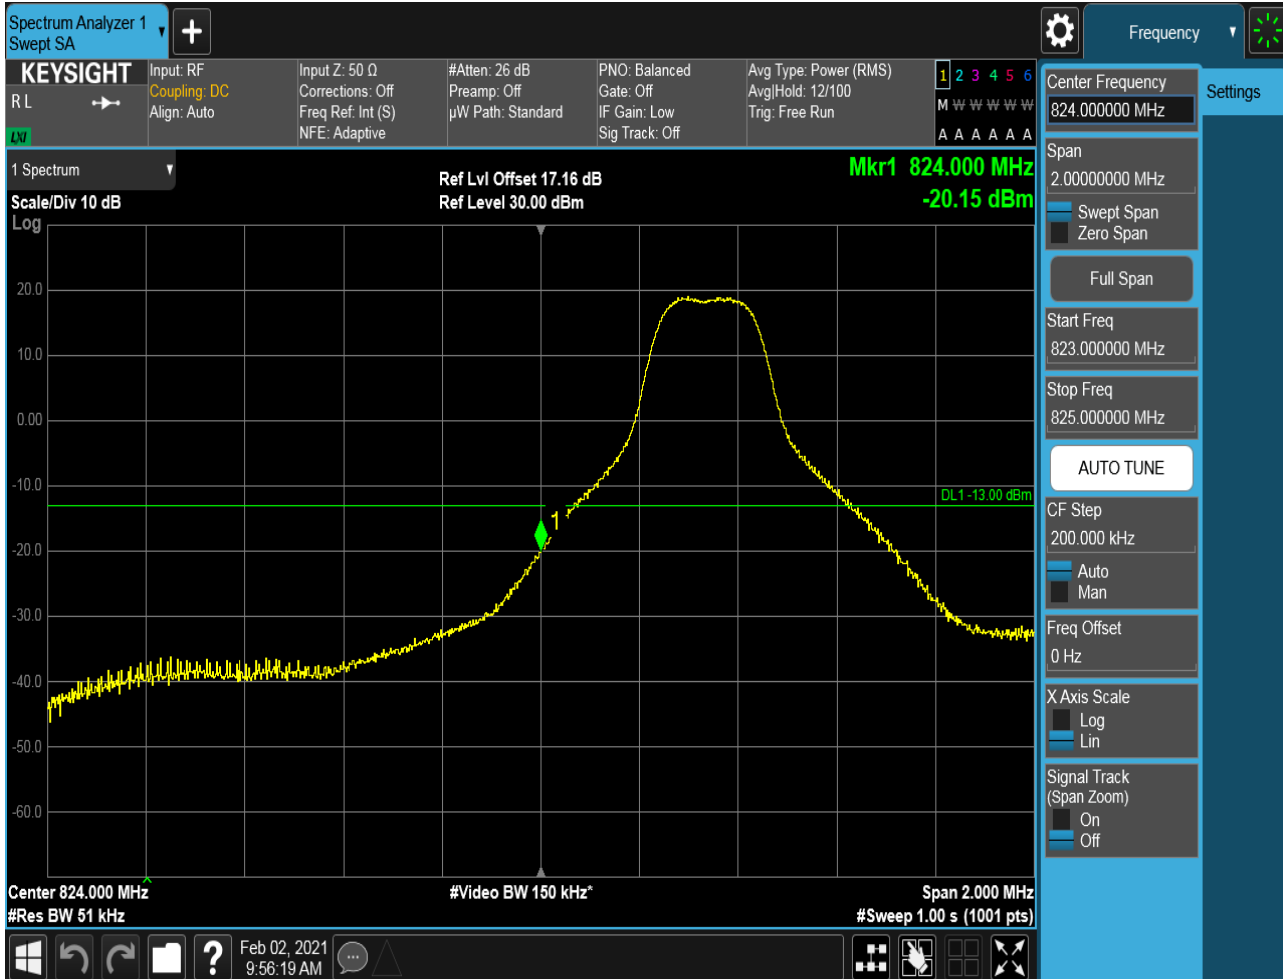 Spectrum Analyzer 1
Swept SA
+
Frequency
KEYSIGHT
R L
LXI
Input: RF
Coupling: DC
Align: Auto
Input Z: 50 Ω
Corrections: Off
Freq Ref: Int (S)
NFE: Adaptive
#Atten: 26 dB
Preamp: Off
µW Path: Standard
PNO: Balanced
Gate: Off
IF Gain: Low
Sig Track: Off
Avg Type: Power (RMS)
Avg|Hold: 12/100
Trig: Free Run
1 2 3 4 5 6
M W W W W W
A A A A A A
1 Spectrum
Scale/Div 10 dB
Log
Ref Lvl Offset 17.16 dB
Ref Level 30.00 dBm
Mkr1 824.000 MHz
-20.15 dBm
20.0
10.0
0.00
-10.0
-20.0
-30.0
-40.0
-50.0
-60.0
DL1 -13.00 dBm
1
Center 824.000 MHz
#Res BW 51 kHz
#Video BW 150 kHz*
Span 2.000 MHz
#Sweep 1.00 s (1001 pts)
Center Frequency
824.000000 MHz
Settings
Span
2.00000000 MHz
Swept Span
Zero Span
Full Span
Start Freq
823.000000 MHz
Stop Freq
825.000000 MHz
AUTO TUNE
CF Step
200.000 kHz
Auto
Man
Freq Offset
0 Hz
X Axis Scale
Log
Lin
Signal Track
(Span Zoom)
On
Off
?
Feb 02, 2021
9:56:19 AM